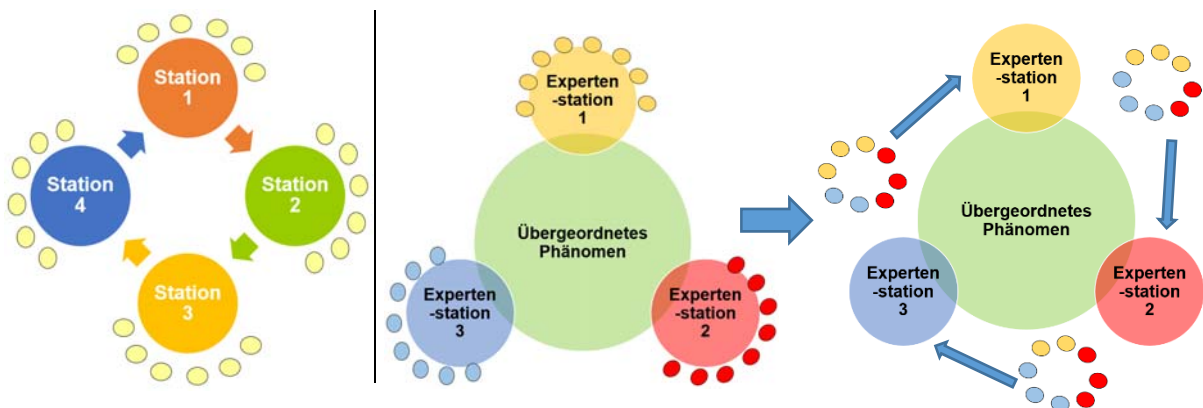 Station
1
Station
2
Station
3
Station
4
Experten
-station
1
Übergeordnetes
Phänomen
Experten
-station
3
Experten
-station
2
Experten
-station
1
Übergeordnetes
Phänomen
Experten
-station
3
Experten
-station
2